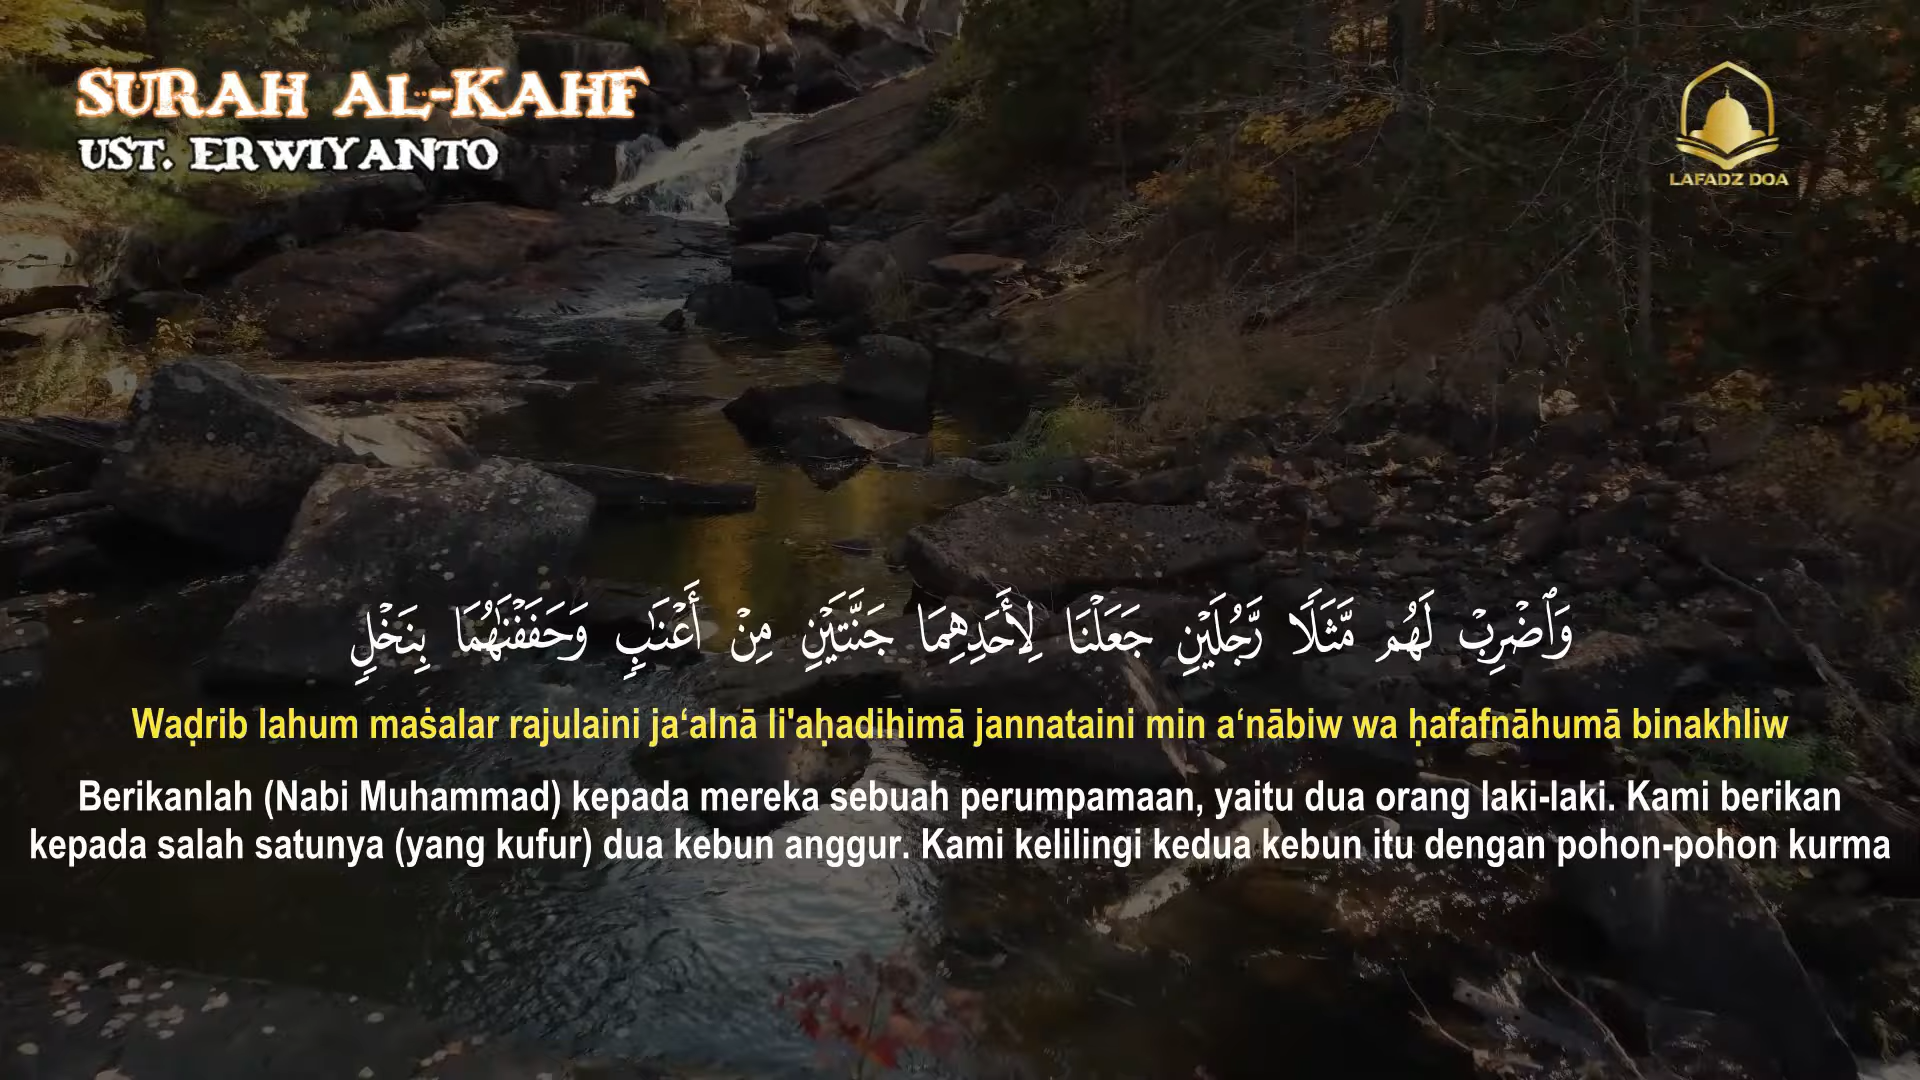 SURAH AL-KAHF
UST. ERWIYANTO
LAFADZ DOA
وَٱضْرِبْ لَهُم مَّثَلًا رَّجُلَيْنِ جَعَلْنَا لِأَحَدِهِمَا جَنَّتَيْنِ مِنْ أَعْنَٰبٍ وَحَفَفْنَٰهُمَا بِنَخْلٍ
Waḍrib lahum maṡalar rajulaini ja‘alnā li'aḥadihimā jannataini min a‘nābiw wa ḥafafnāhumā binakhliw
Berikanlah (Nabi Muhammad) kepada mereka sebuah perumpamaan, yaitu dua orang laki-laki. Kami berikan
kepada salah satunya (yang kufur) dua kebun anggur. Kami kelilingi kedua kebun itu dengan pohon-pohon kurma